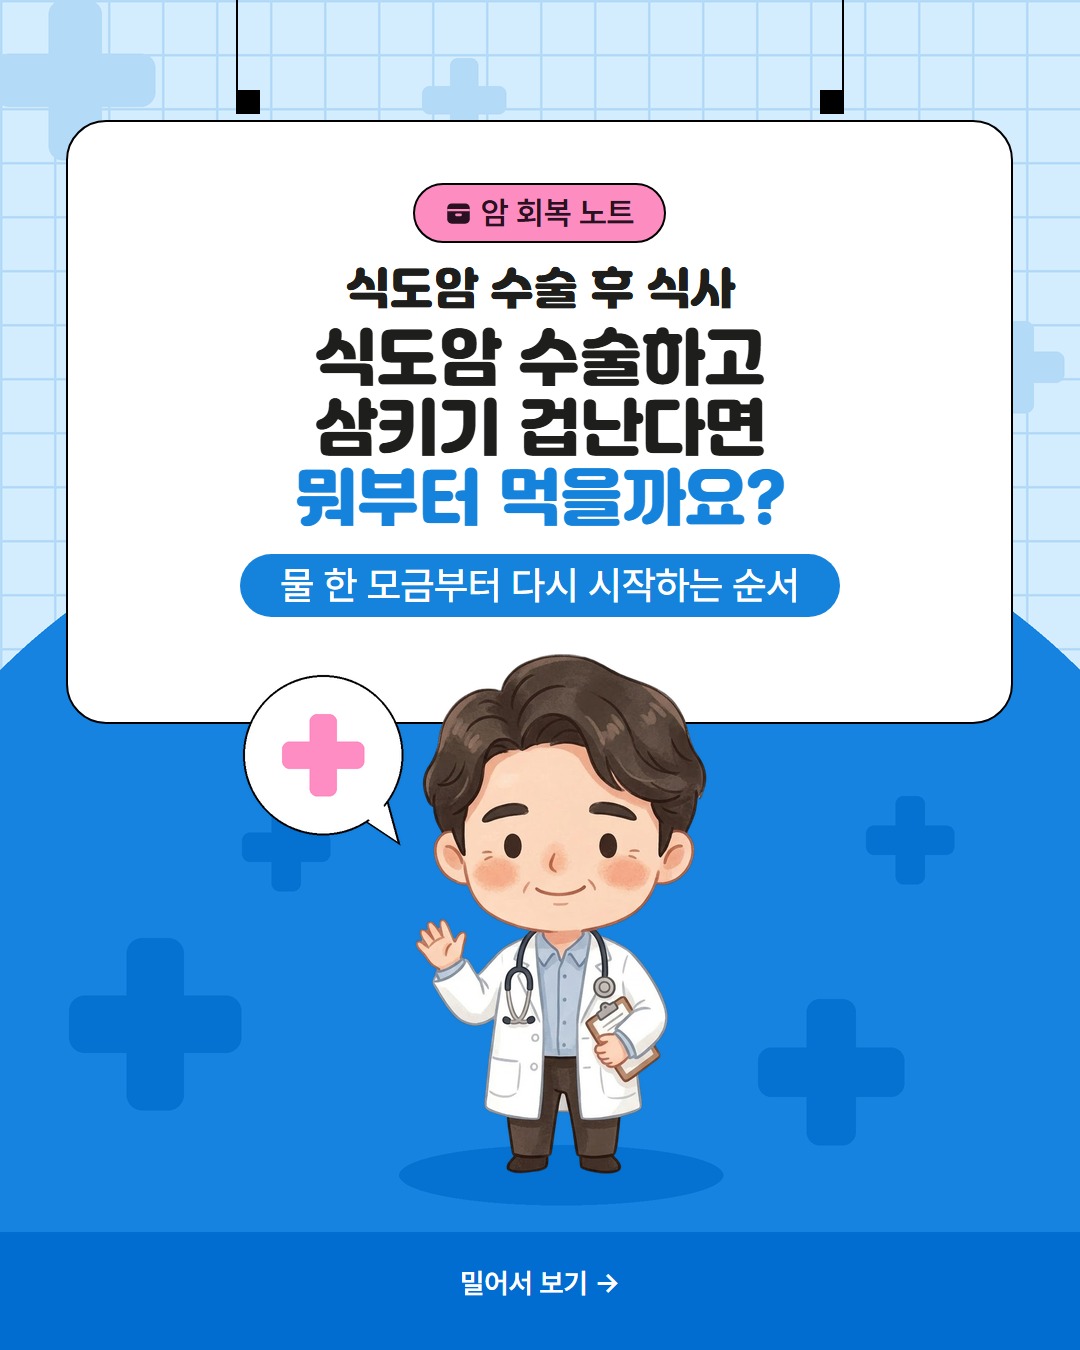 암 회복 노트
식도암 수술 후 식사
식도암 수술하고
삼키기 겁난다면
뭐부터 먹을까요?
물 한 모금부터 다시 시작하는 순서
밀어서 보기 →